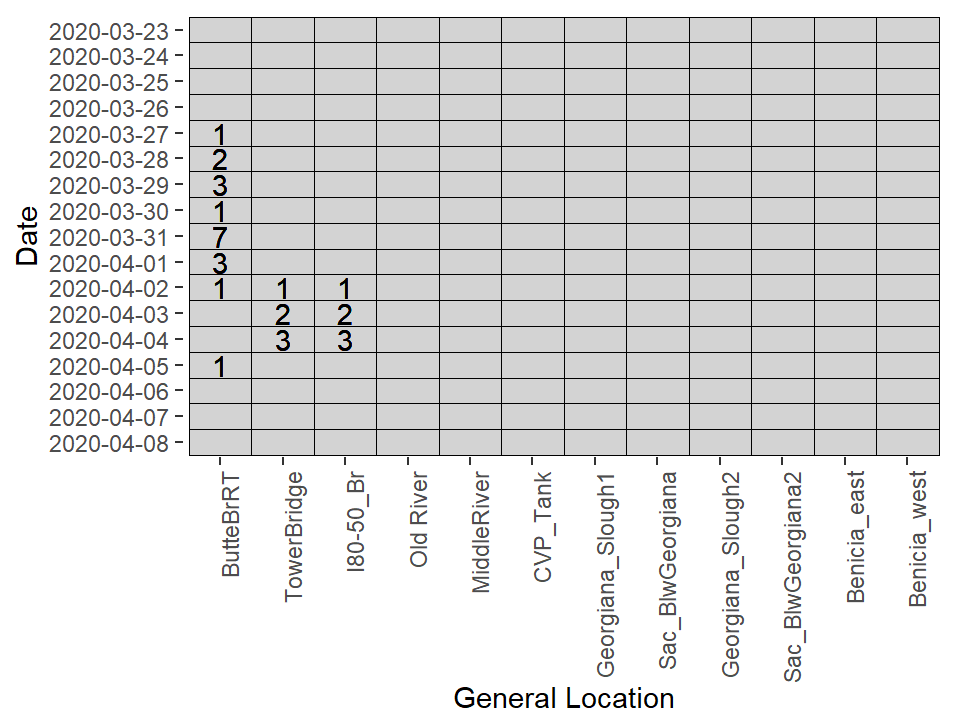 2020-03-23
2020-03-24
2020-03-25
2020-03-26
2020-03-27 1
2020-03-28 2
2020-03-29 3
2020-03-30 1
2020-03-31 7
2020-04-01 3
2020-04-02 1 1 1
2020-04-03 2 2
2020-04-04 3 3
2020-04-05 1
2020-04-06
2020-04-07
2020-04-08
Date
ButteBrRT
TowerBridge
I80-50_Br
Old River
MiddleRiver
CVP_Tank
Georgiana_Slough1
Sac_BlwGeorgiana
Georgiana_Slough2
Sac_BlwGeorgiana2
Benicia_east
Benicia_west
General Location